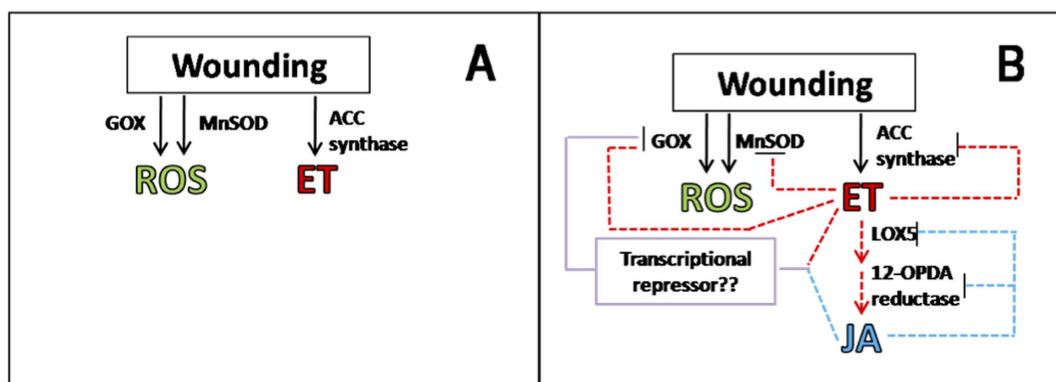 A
Wounding
GOX
MnSOD
ACC
synthase
ROS
ET
B
Wounding
GOX
MnSOD
ACC
synthase
ROS
ET
LOX5
Transcriptional
repressor??
12-OPDA
reductase
JA